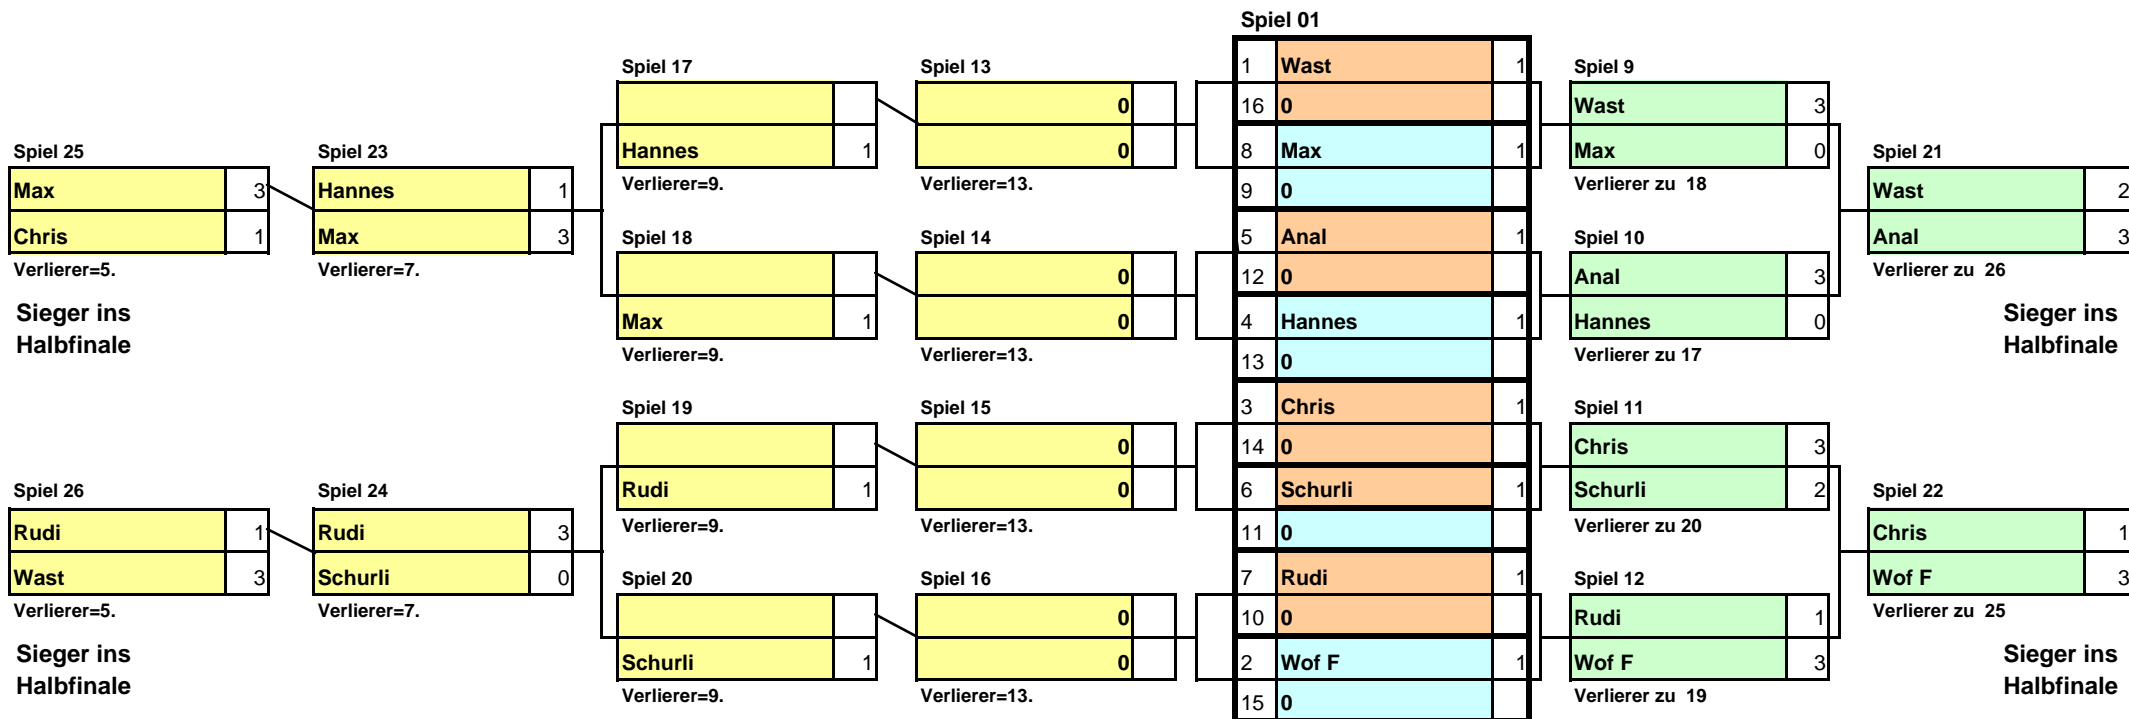 Spiel 01
Spiel 17 Spiel 13 1 Wast 1 Spiel 9
0 16 0 Wast 3
Spiel 25 Spiel 23 Hannes 1 0 8 Max 1 Max 0 Spiel 21
Max 3 Hannes 1 Verlierer=9. Verlierer=13. 9 0 Verlierer zu 18 Wast 2
Chris 1 Max 3 Spiel 18 Spiel 14 5 Anal 1 Spiel 10 Anal 3
Verlierer=5. Verlierer=7. 0 12 0 Anal 3 Verlierer zu 26
Sieger ins Max 1 0 4 Hannes 1 Hannes 0 Sieger ins
Halbfinale Verlierer=9. Verlierer=13. 13 0 Verlierer zu 17 Halbfinale
Spiel 19 Spiel 15 3 Chris 1 Spiel 11
0 14 0 Chris 3
Spiel 26 Spiel 24 Rudi 1 0 6 Schurli 1 Schurli 2 Spiel 22
Rudi 1 Rudi 3 Verlierer=9. Verlierer=13. 11 0 Verlierer zu 20 Chris 1
Wast 3 Schurli 0 Spiel 20 Spiel 16 7 Rudi 1 Spiel 12 Wof F 3
Verlierer=5. Verlierer=7. 0 10 0 Rudi 1 Verlierer zu 25
Sieger ins Schurli 1 0 2 Wof F 1 Wof F 3 Sieger ins
Halbfinale Verlierer=9. Verlierer=13. 15 0 Verlierer zu 19 Halbfinale